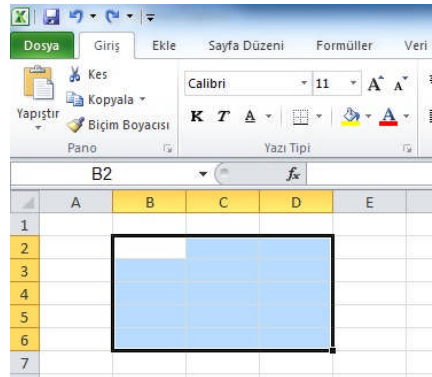 Dosya Giriş Ekle Sayfa Düzeni Formüller Veri
Kes
Kopyala
Biçim Boyacısı
Yapıştır
Pano
Calibri 11 A A
K T A A
Yazı Tipi
B2 fx
A B C D E
1
2
3
4
5
6
7